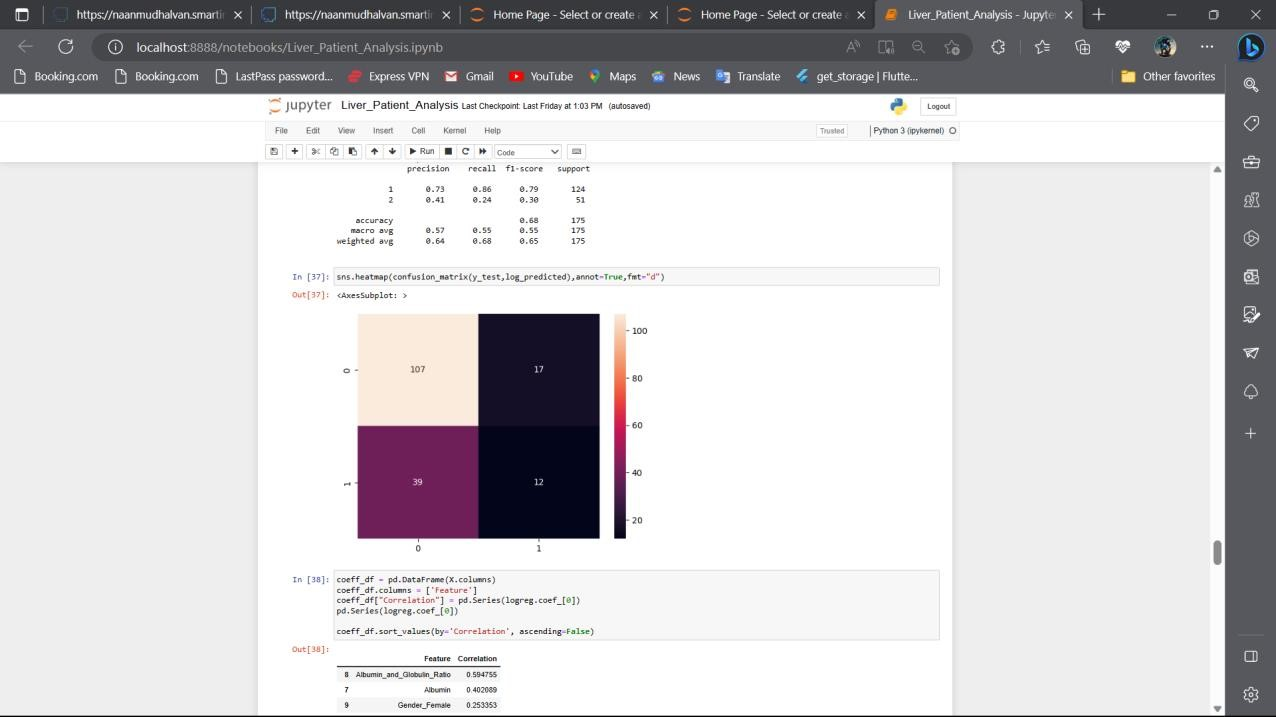 https://naanmudhalvan.smartir
https://naanmudhalvan.smartir
Home Page - Select or create a
Home Page - Select or create a
Liver_Patient_Analysis - Jupyte
localhost:8888/notebooks/Liver_Patient_Analysis.ipynb
Booking.com Booking.com LastPass password... Express VPN Gmail YouTube Maps News Translate get_storage | Flutte... Other favorites
jupyter Liver_Patient_Analysis Last Checkpoint: Last Friday at 1:03 PM (autosaved) Logout
File Edit View Insert Cell Kernel Help Trusted Python 3 (ipykernel)
Run Code
precision recall f1-score support
1 0.73 0.86 0.79 124
2 0.41 0.24 0.30 51
accuracy 0.68 175
macro avg 0.57 0.55 0.55 175
weighted avg 0.64 0.68 0.65 175
In [37]: sns.heatmap(confusion_matrix(y_test,log_predicted),annot=True,fmt="d")
Out[37]: <AxesSubplot: >
100
0 107 17
80
60
40
1 39 12
20
0 1
In [38]: coeff_df = pd.DataFrame(X.columns)
coeff_df.columns = ['Feature']
coeff_df["Correlation"] = pd.Series(logreg.coef_[0])
pd.Series(logreg.coef_[0])
coeff_df.sort_values(by='Correlation', ascending=False)
Out[38]:
Feature Correlation
8 Albumin_and_Globulin_Ratio 0.594755
7 Albumin 0.402089
9 Gender_Female 0.253353